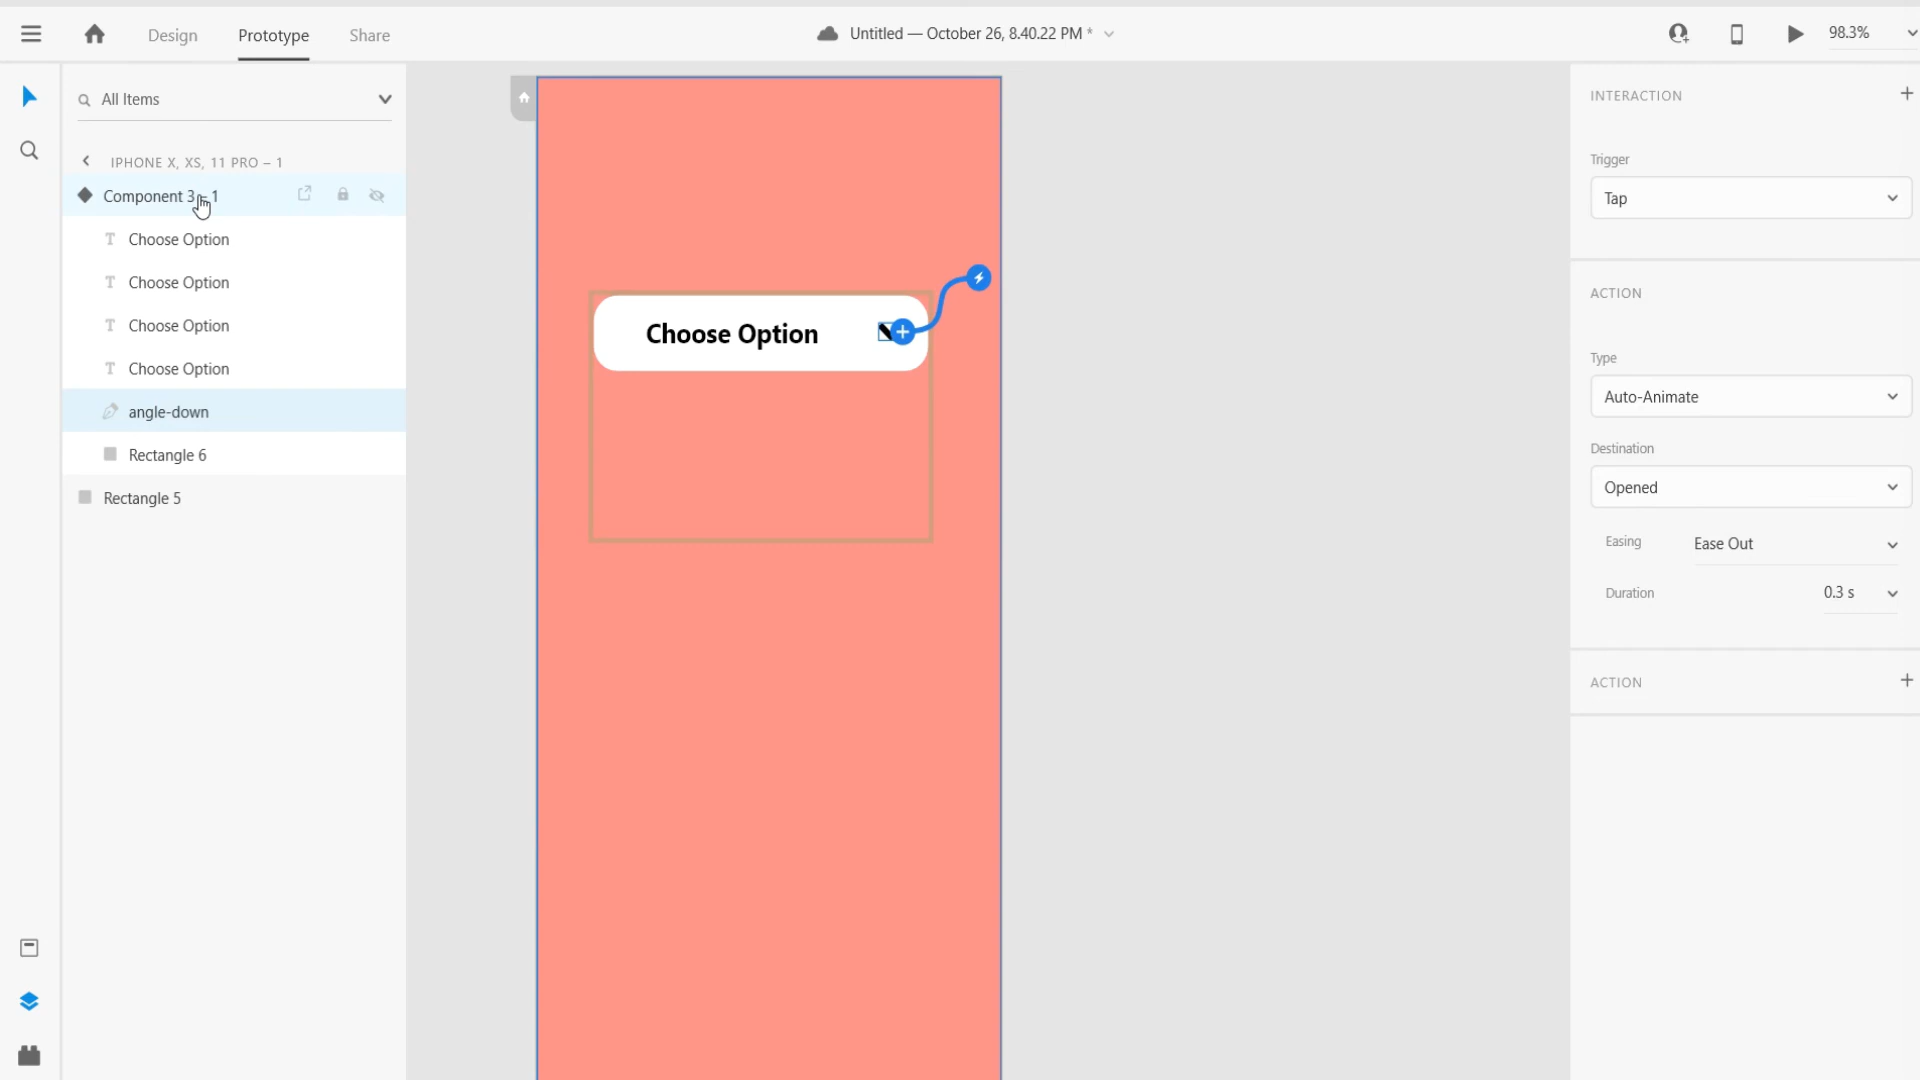 Design
Prototype
Share
Untitled — October 26, 8.40.22 PM *
98.3%
All Items
IPHONE X, XS, 11 PRO – 1
Component 3 – 1
Choose Option
Choose Option
Choose Option
Choose Option
angle-down
Rectangle 6
Rectangle 5
Choose Option
INTERACTION
Trigger
Tap
ACTION
Type
Auto-Animate
Destination
Opened
Easing
Ease Out
Duration
0.3 s
ACTION